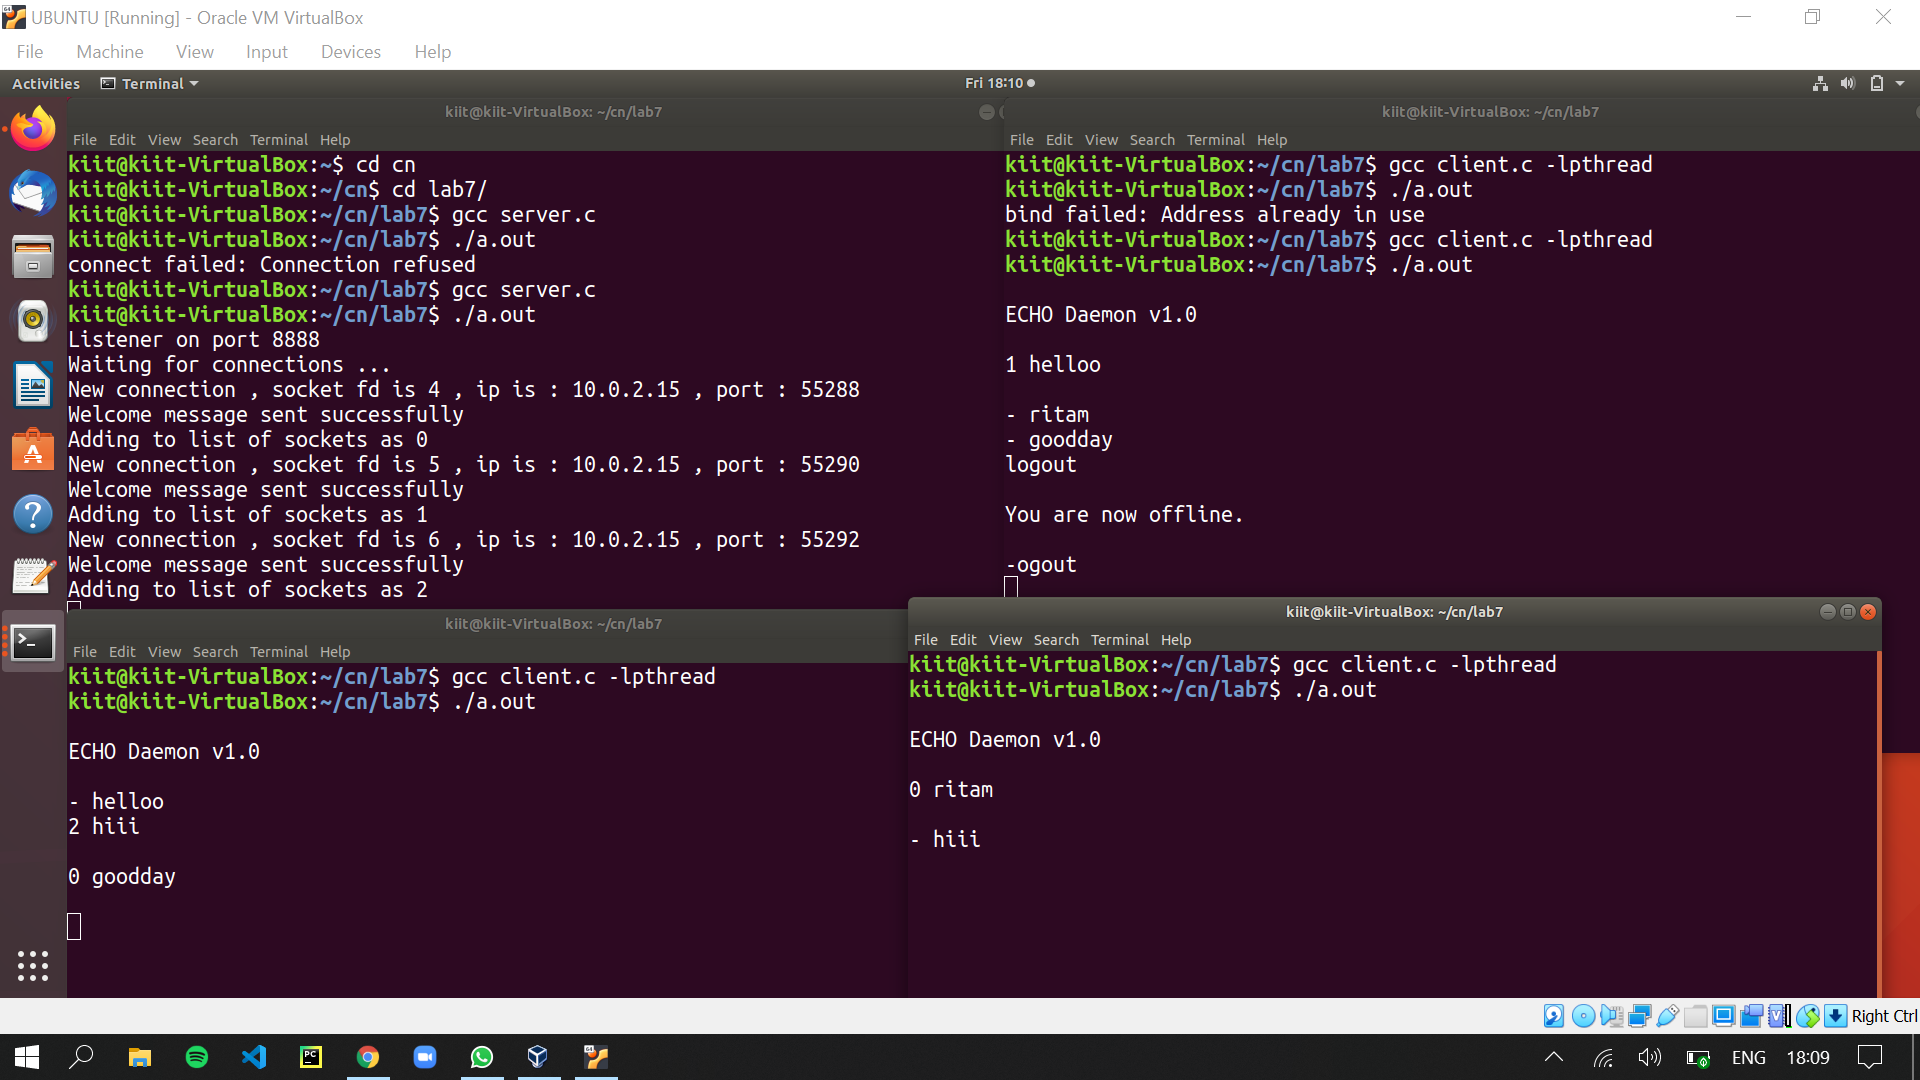 UBUNTU [Running] - Oracle VM VirtualBox
File Machine View Input Devices Help
Activities Terminal Fri 18:10
kiit@kiit-VirtualBox: ~/cn/lab7
File Edit View Search Terminal Help
kiit@kiit-VirtualBox:~$ cd cn
kiit@kiit-VirtualBox:~/cn$ cd lab7/
kiit@kiit-VirtualBox:~/cn/lab7$ gcc server.c
kiit@kiit-VirtualBox:~/cn/lab7$ ./a.out
connect failed: Connection refused
kiit@kiit-VirtualBox:~/cn/lab7$ gcc server.c
kiit@kiit-VirtualBox:~/cn/lab7$ ./a.out
Listener on port 8888
Waiting for connections ...
New connection , socket fd is 4 , ip is : 10.0.2.15 , port : 55288
Welcome message sent successfully
Adding to list of sockets as 0
New connection , socket fd is 5 , ip is : 10.0.2.15 , port : 55290
Welcome message sent successfully
Adding to list of sockets as 1
New connection , socket fd is 6 , ip is : 10.0.2.15 , port : 55292
Welcome message sent successfully
Adding to list of sockets as 2
kiit@kiit-VirtualBox: ~/cn/lab7
File Edit View Search Terminal Help
kiit@kiit-VirtualBox:~/cn/lab7$ gcc client.c -lpthread
kiit@kiit-VirtualBox:~/cn/lab7$ ./a.out
bind failed: Address already in use
kiit@kiit-VirtualBox:~/cn/lab7$ gcc client.c -lpthread
kiit@kiit-VirtualBox:~/cn/lab7$ ./a.out
ECHO Daemon v1.0
1 helloo
- ritam
- goodday
logout
You are now offline.
-ogout
kiit@kiit-VirtualBox: ~/cn/lab7
File Edit View Search Terminal Help
kiit@kiit-VirtualBox:~/cn/lab7$ gcc client.c -lpthread
kiit@kiit-VirtualBox:~/cn/lab7$ ./a.out
ECHO Daemon v1.0
- helloo
2 hiii
0 goodday
kiit@kiit-VirtualBox: ~/cn/lab7
File Edit View Search Terminal Help
kiit@kiit-VirtualBox:~/cn/lab7$ gcc client.c -lpthread
kiit@kiit-VirtualBox:~/cn/lab7$ ./a.out
ECHO Daemon v1.0
0 ritam
- hiii
Right Ctrl
ENG 18:09